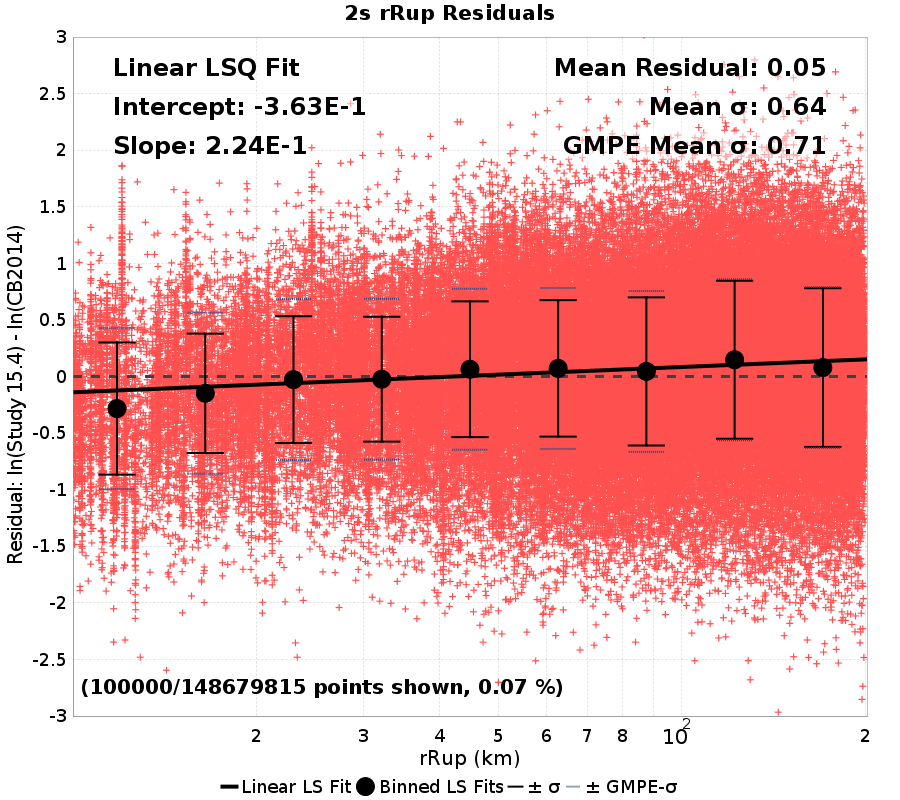 2s rRup Residuals
Linear LSQ Fit
Intercept: -3.63E-1
Slope: 2.24E-1
Mean Residual: 0.05
Mean σ: 0.64
GMPE Mean σ: 0.71
Residual: ln(Study 15.4) - ln(CB2014)
3
2.5
2
1.5
1
0.5
0
-0.5
-1
-1.5
-2
-2.5
-3
(100000/148679815 points shown, 0.07 %)
2 3 4 5 6 7 8 10² 2
rRup (km)
Linear LS Fit Binned LS Fits ± σ ± GMPE-σ